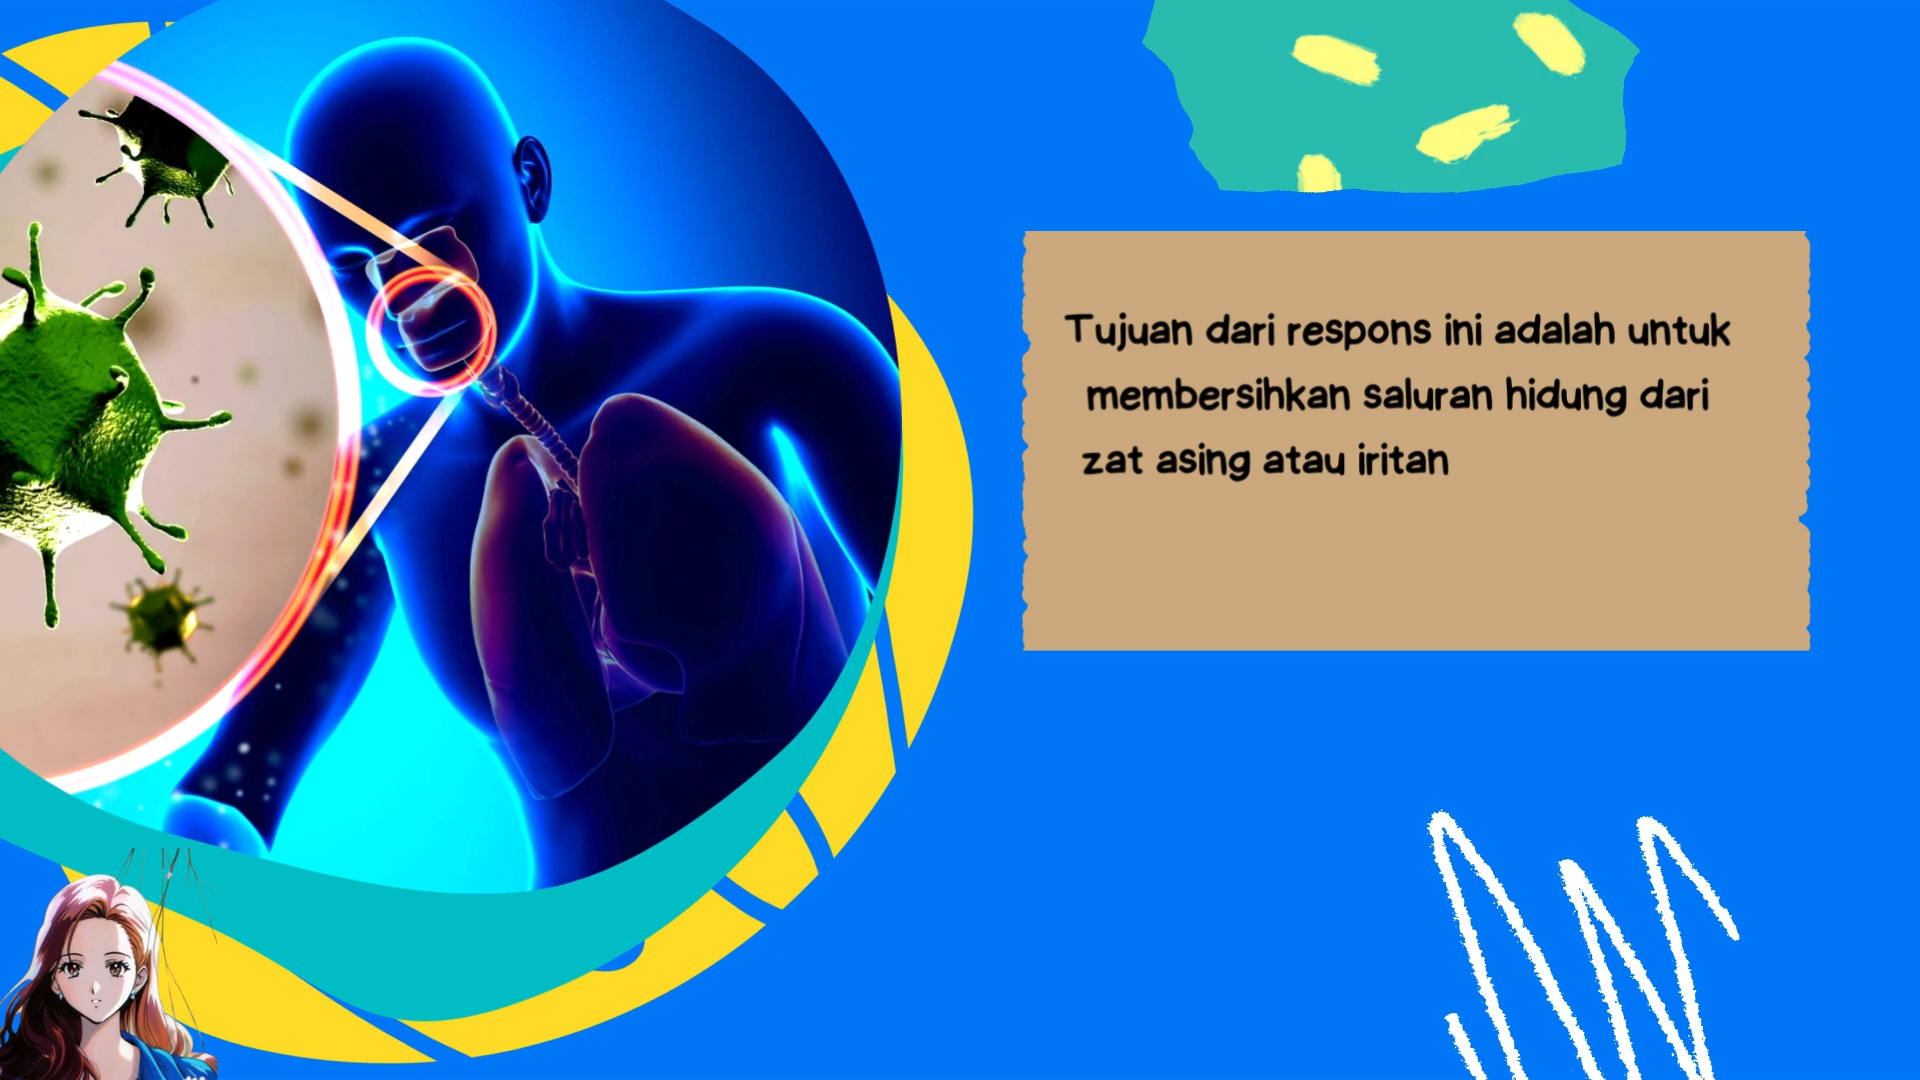 Tujuan dari respons ini adalah untuk
membersihkan saluran hidung dari
zat asing atau iritan